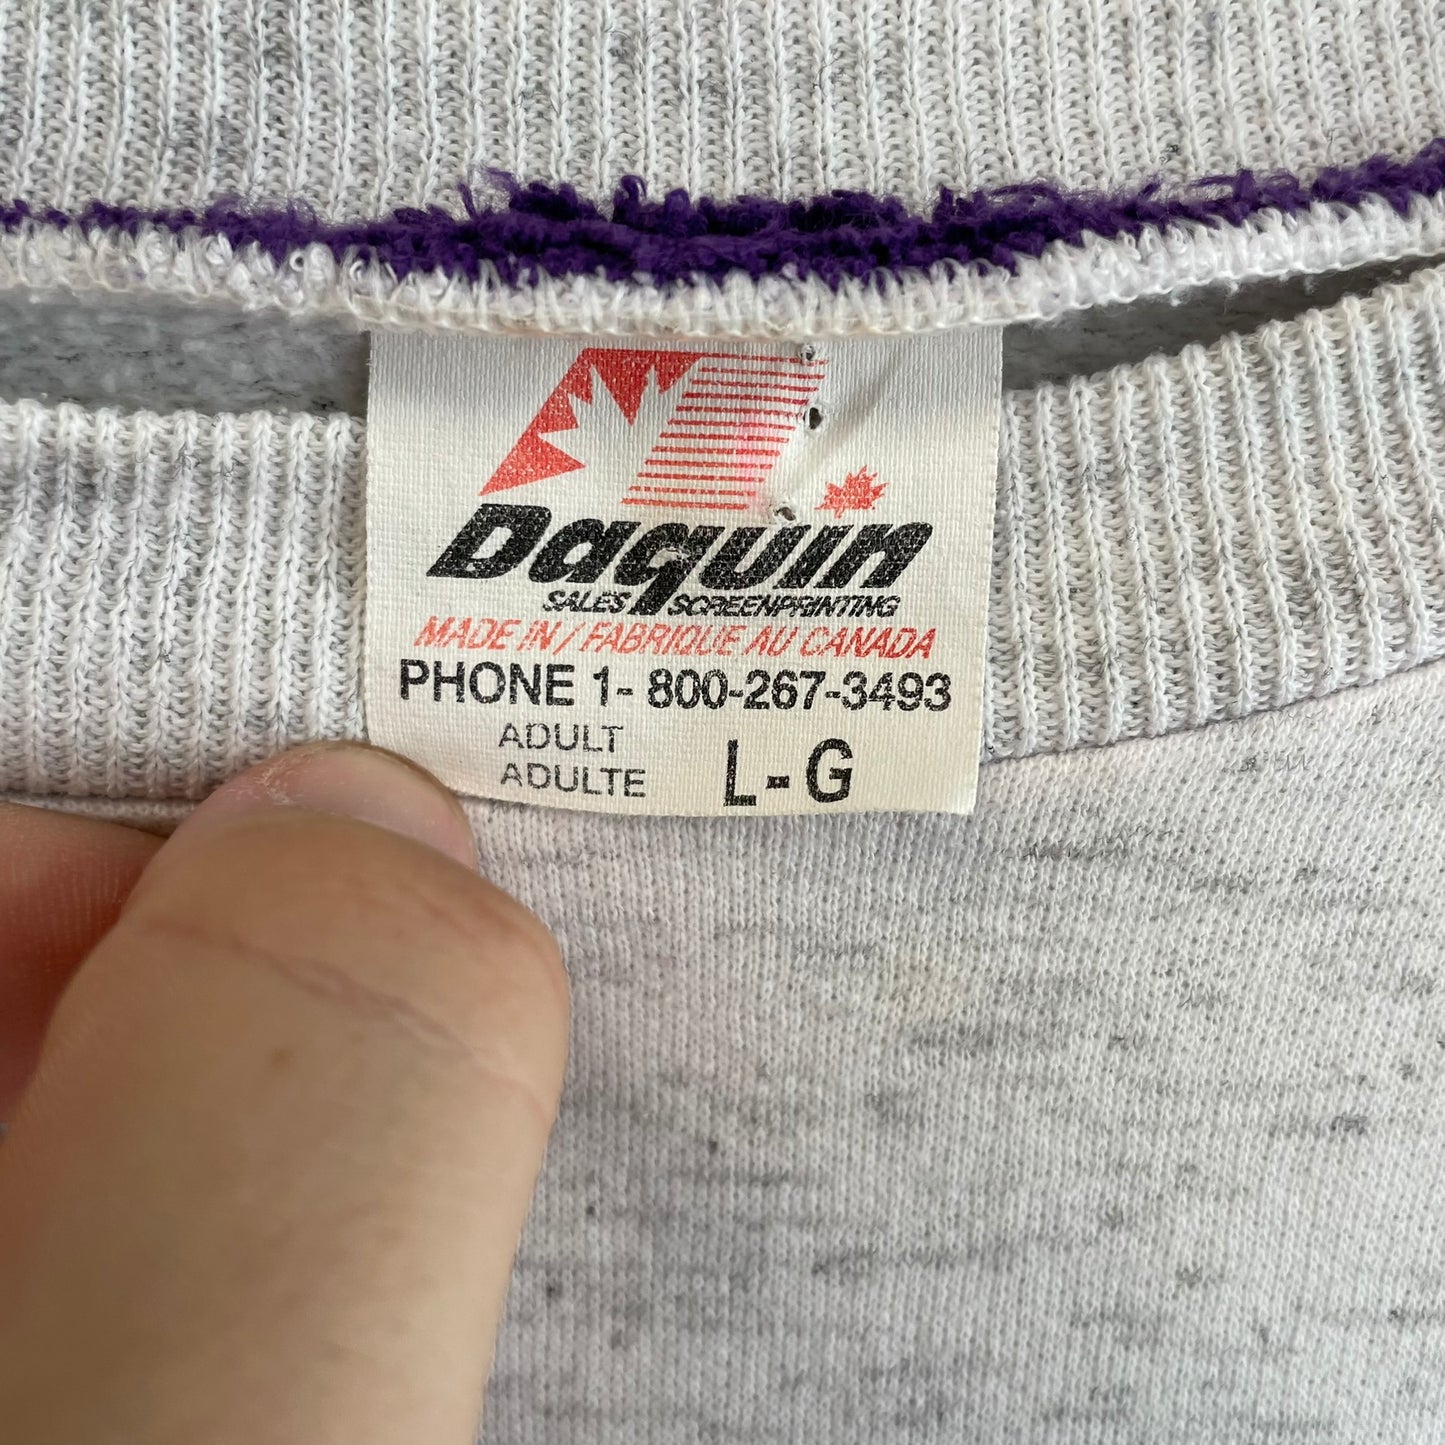 Daquin
SALES SCREENPRINTING
MADE IN / FABRIQUE AU CANADA
PHONE 1-800-267-3493
ADULT
ADULTE
L-G